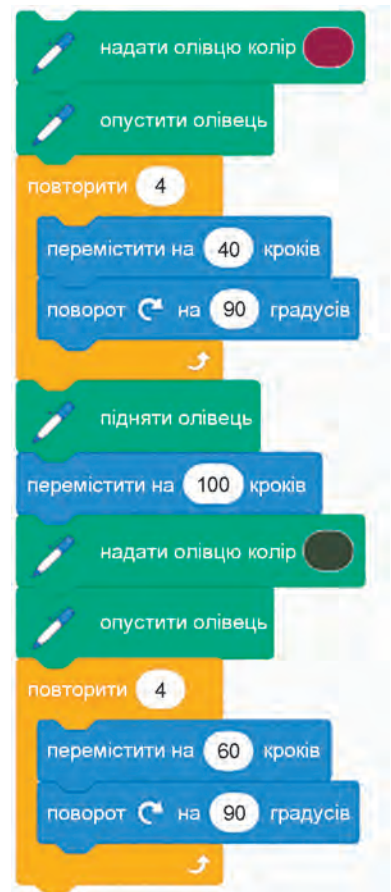 надати олівцю колір
опустити олівець
повторити 4
перемістити на 40 кроків
поворот на 90 градусів
підняти олівець
перемістити на 100 кроків
надати олівцю колір
опустити олівець
повторити 4
перемістити на 60 кроків
поворот на 90 градусів